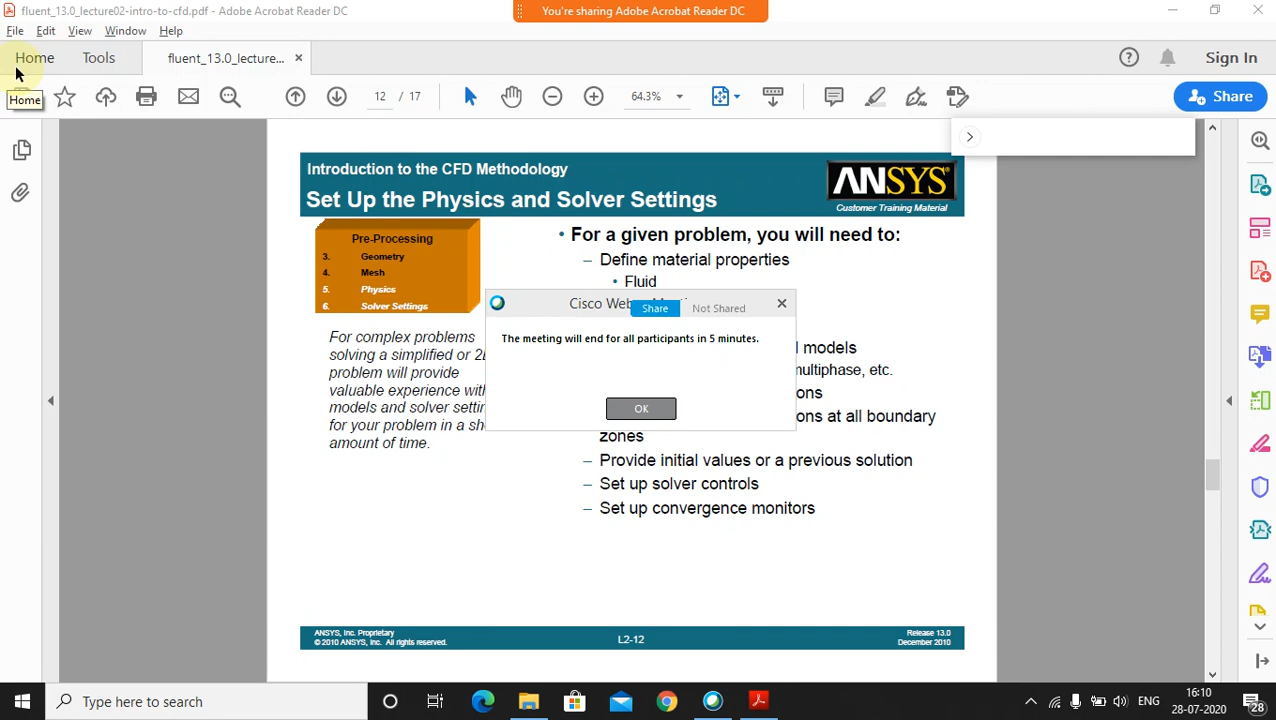 fluent_13.0_lecture02-intro-to-cfd.pdf - Adobe Acrobat Reader DC
You're sharing Adobe Acrobat Reader DC
File Edit View Window Help
Home Tools fluent_13.0_lecture...
Sign In
Home
12 / 17
64.3%
Share
Introduction to the CFD Methodology
Set Up the Physics and Solver Settings
ANSYS
Customer Training Material
Pre-Processing
3. Geometry
4. Mesh
5. Physics
6. Solver Settings
For complex problems
solving a simplified or 2
problem will provide
valuable experience with
models and solver settin
for your problem in a sh
amount of time.
• For a given problem, you will need to:
– Define material properties
• Fluid
models
multiphase, etc.
ons
ons at all boundary
zones
– Provide initial values or a previous solution
– Set up solver controls
– Set up convergence monitors
Cisco Web
Share Not Shared
The meeting will end for all participants in 5 minutes.
OK
ANSYS, Inc. Proprietary
© 2010 ANSYS, Inc. All rights reserved.
L2-12
Release 13.0
December 2010
Type here to search
ENG
16:10
28-07-2020
28